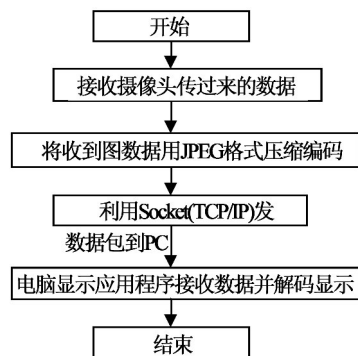 开始
接收摄像头传过来的数据
将收到图数据用JPEG格式压缩编码
利用Socket(TCP/IP)发
数据包到PC
电脑显示应用程序接收数据并解码显示
结束